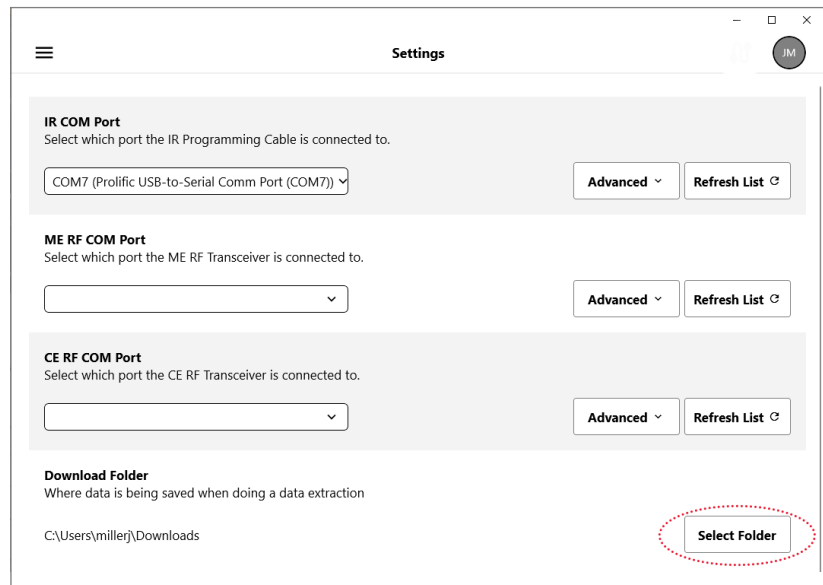 Settings
JM
IR COM Port
Select which port the IR Programming Cable is connected to.
COM7 (Prolific USB-to-Serial Comm Port (COM7))
Advanced
Refresh List
ME RF COM Port
Select which port the ME RF Transceiver is connected to.
Advanced
Refresh List
CE RF COM Port
Select which port the CE RF Transceiver is connected to.
Advanced
Refresh List
Download Folder
Where data is being saved when doing a data extraction
C:\Users\millerj\Downloads
Select Folder